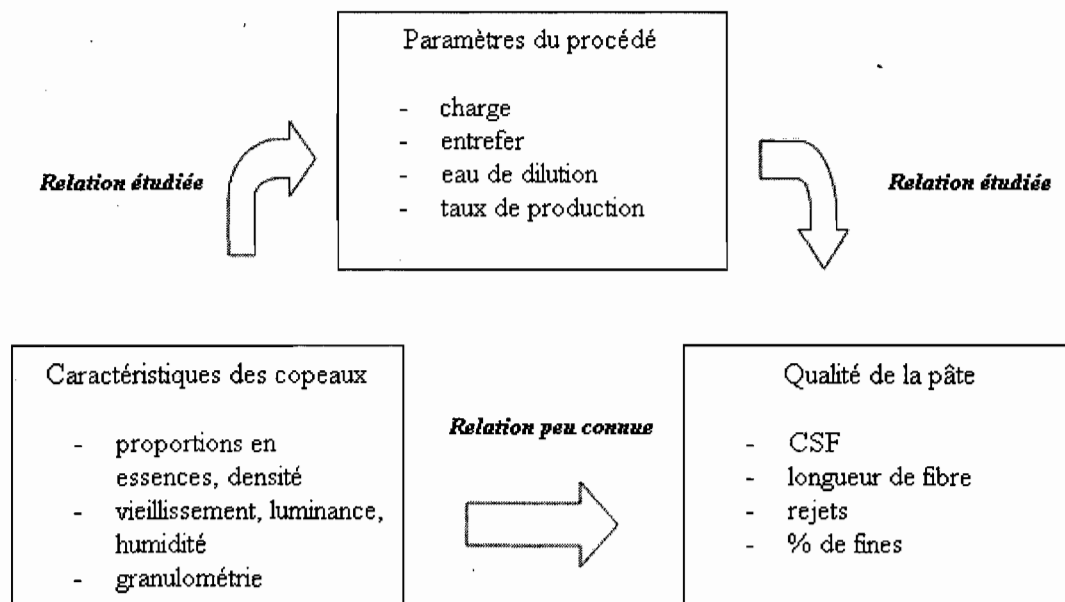 Paramètres du procédé
- charge
- entrefer
- eau de dilution
- taux de production
Relation étudiée
Relation étudiée
Caractéristiques des copeaux
- proportions en
essences, densité
- vieillissement, luminance,
humidité
- granulométrie
Relation peu connue
Qualité de la pâte
- CSF
- longueur de fibre
- rejets
- % de fines